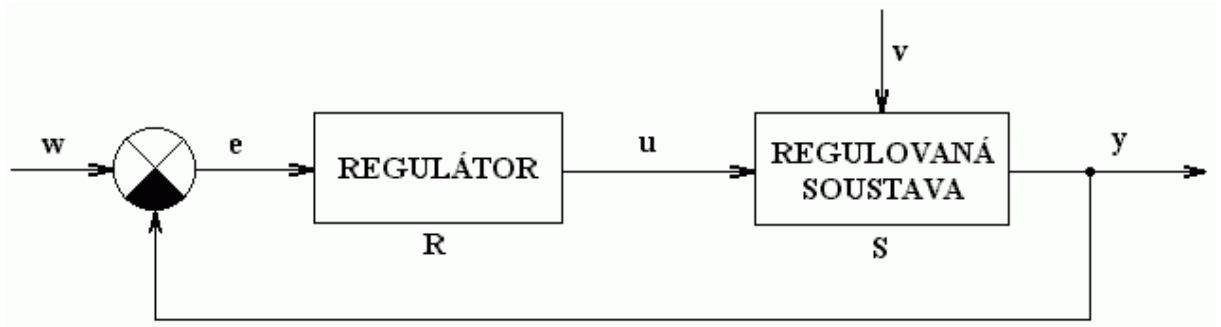 v
w
e
REGULÁTOR
R
u
REGULOVANÁ
SOUSTAVA
S
y